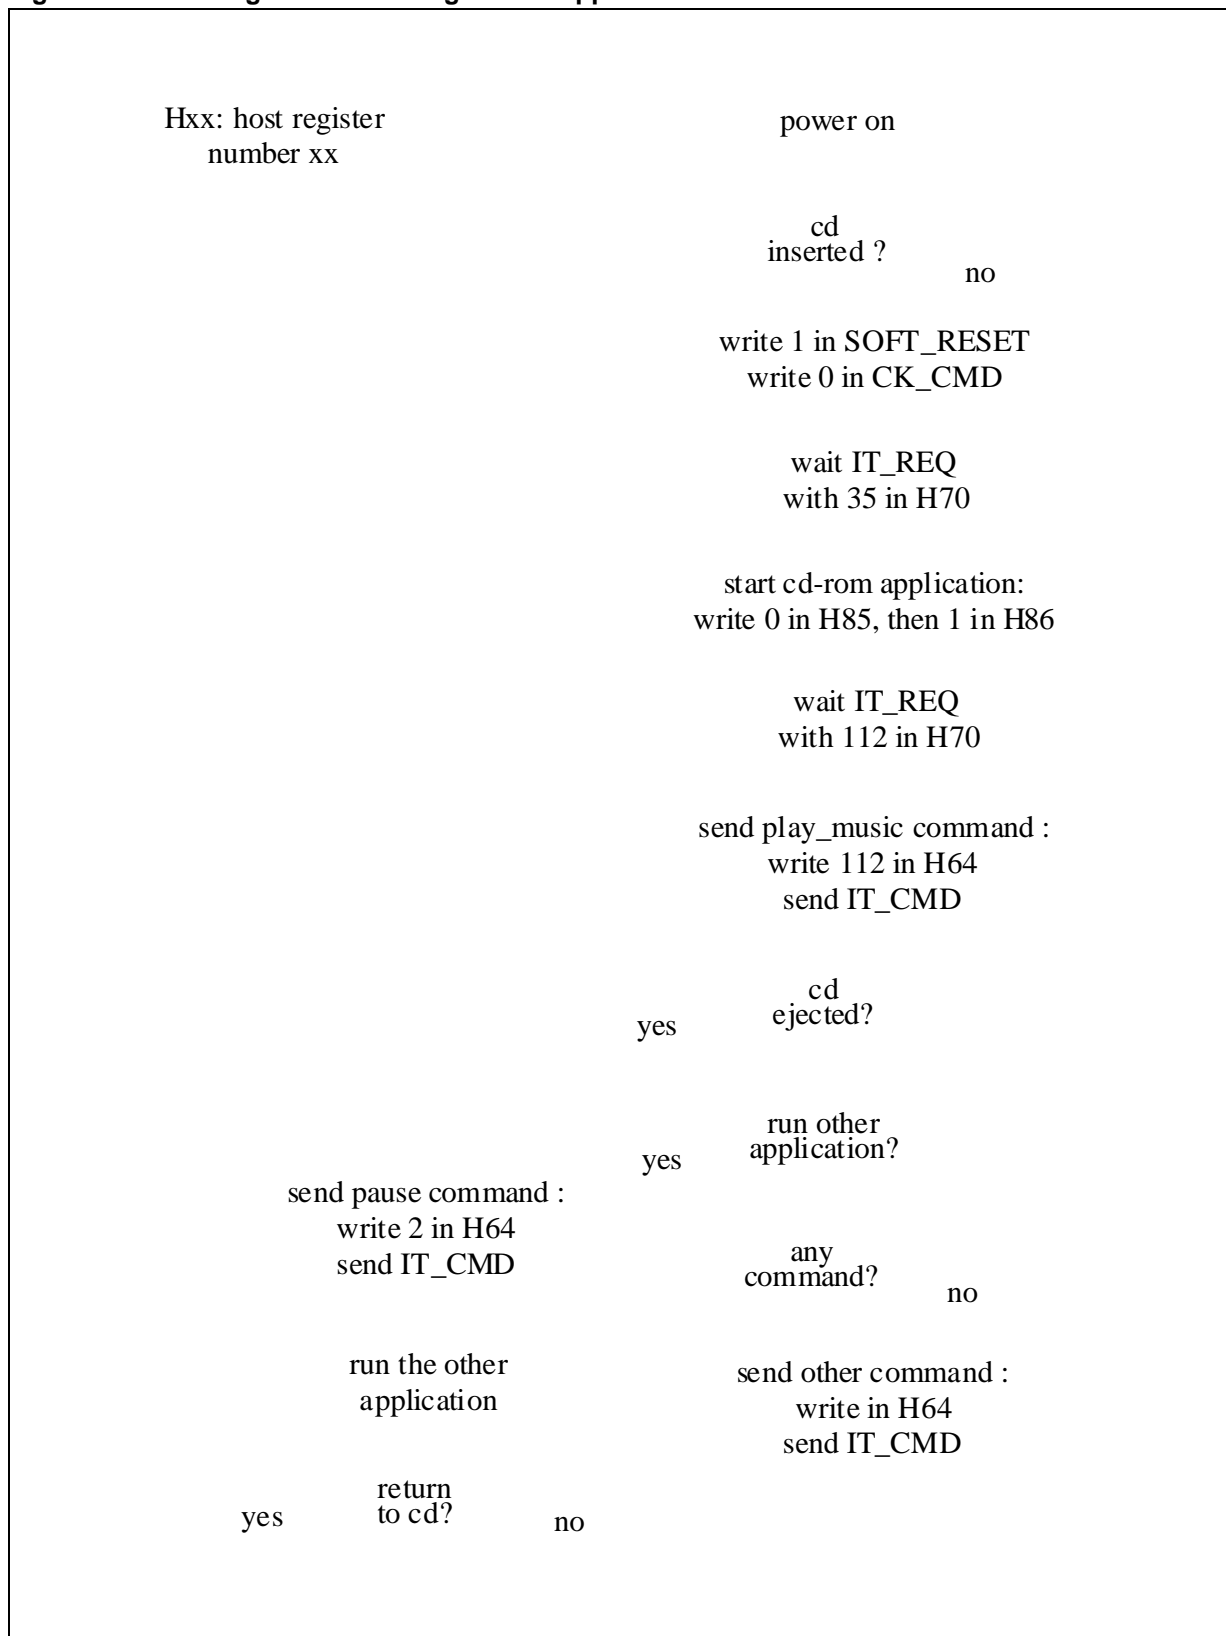 Hxx: host register
number xx
power on
cd
inserted ?
no
write 1 in SOFT_RESET
write 0 in CK_CMD
wait IT_REQ
with 35 in H70
start cd-rom application:
write 0 in H85, then 1 in H86
wait IT_REQ
with 112 in H70
send play_music command :
write 112 in H64
send IT_CMD
cd
ejected?
yes
run other
application?
yes
send pause command :
write 2 in H64
send IT_CMD
any
command?
no
run the other
application
send other command :
write in H64
send IT_CMD
return
to cd?
yes
no